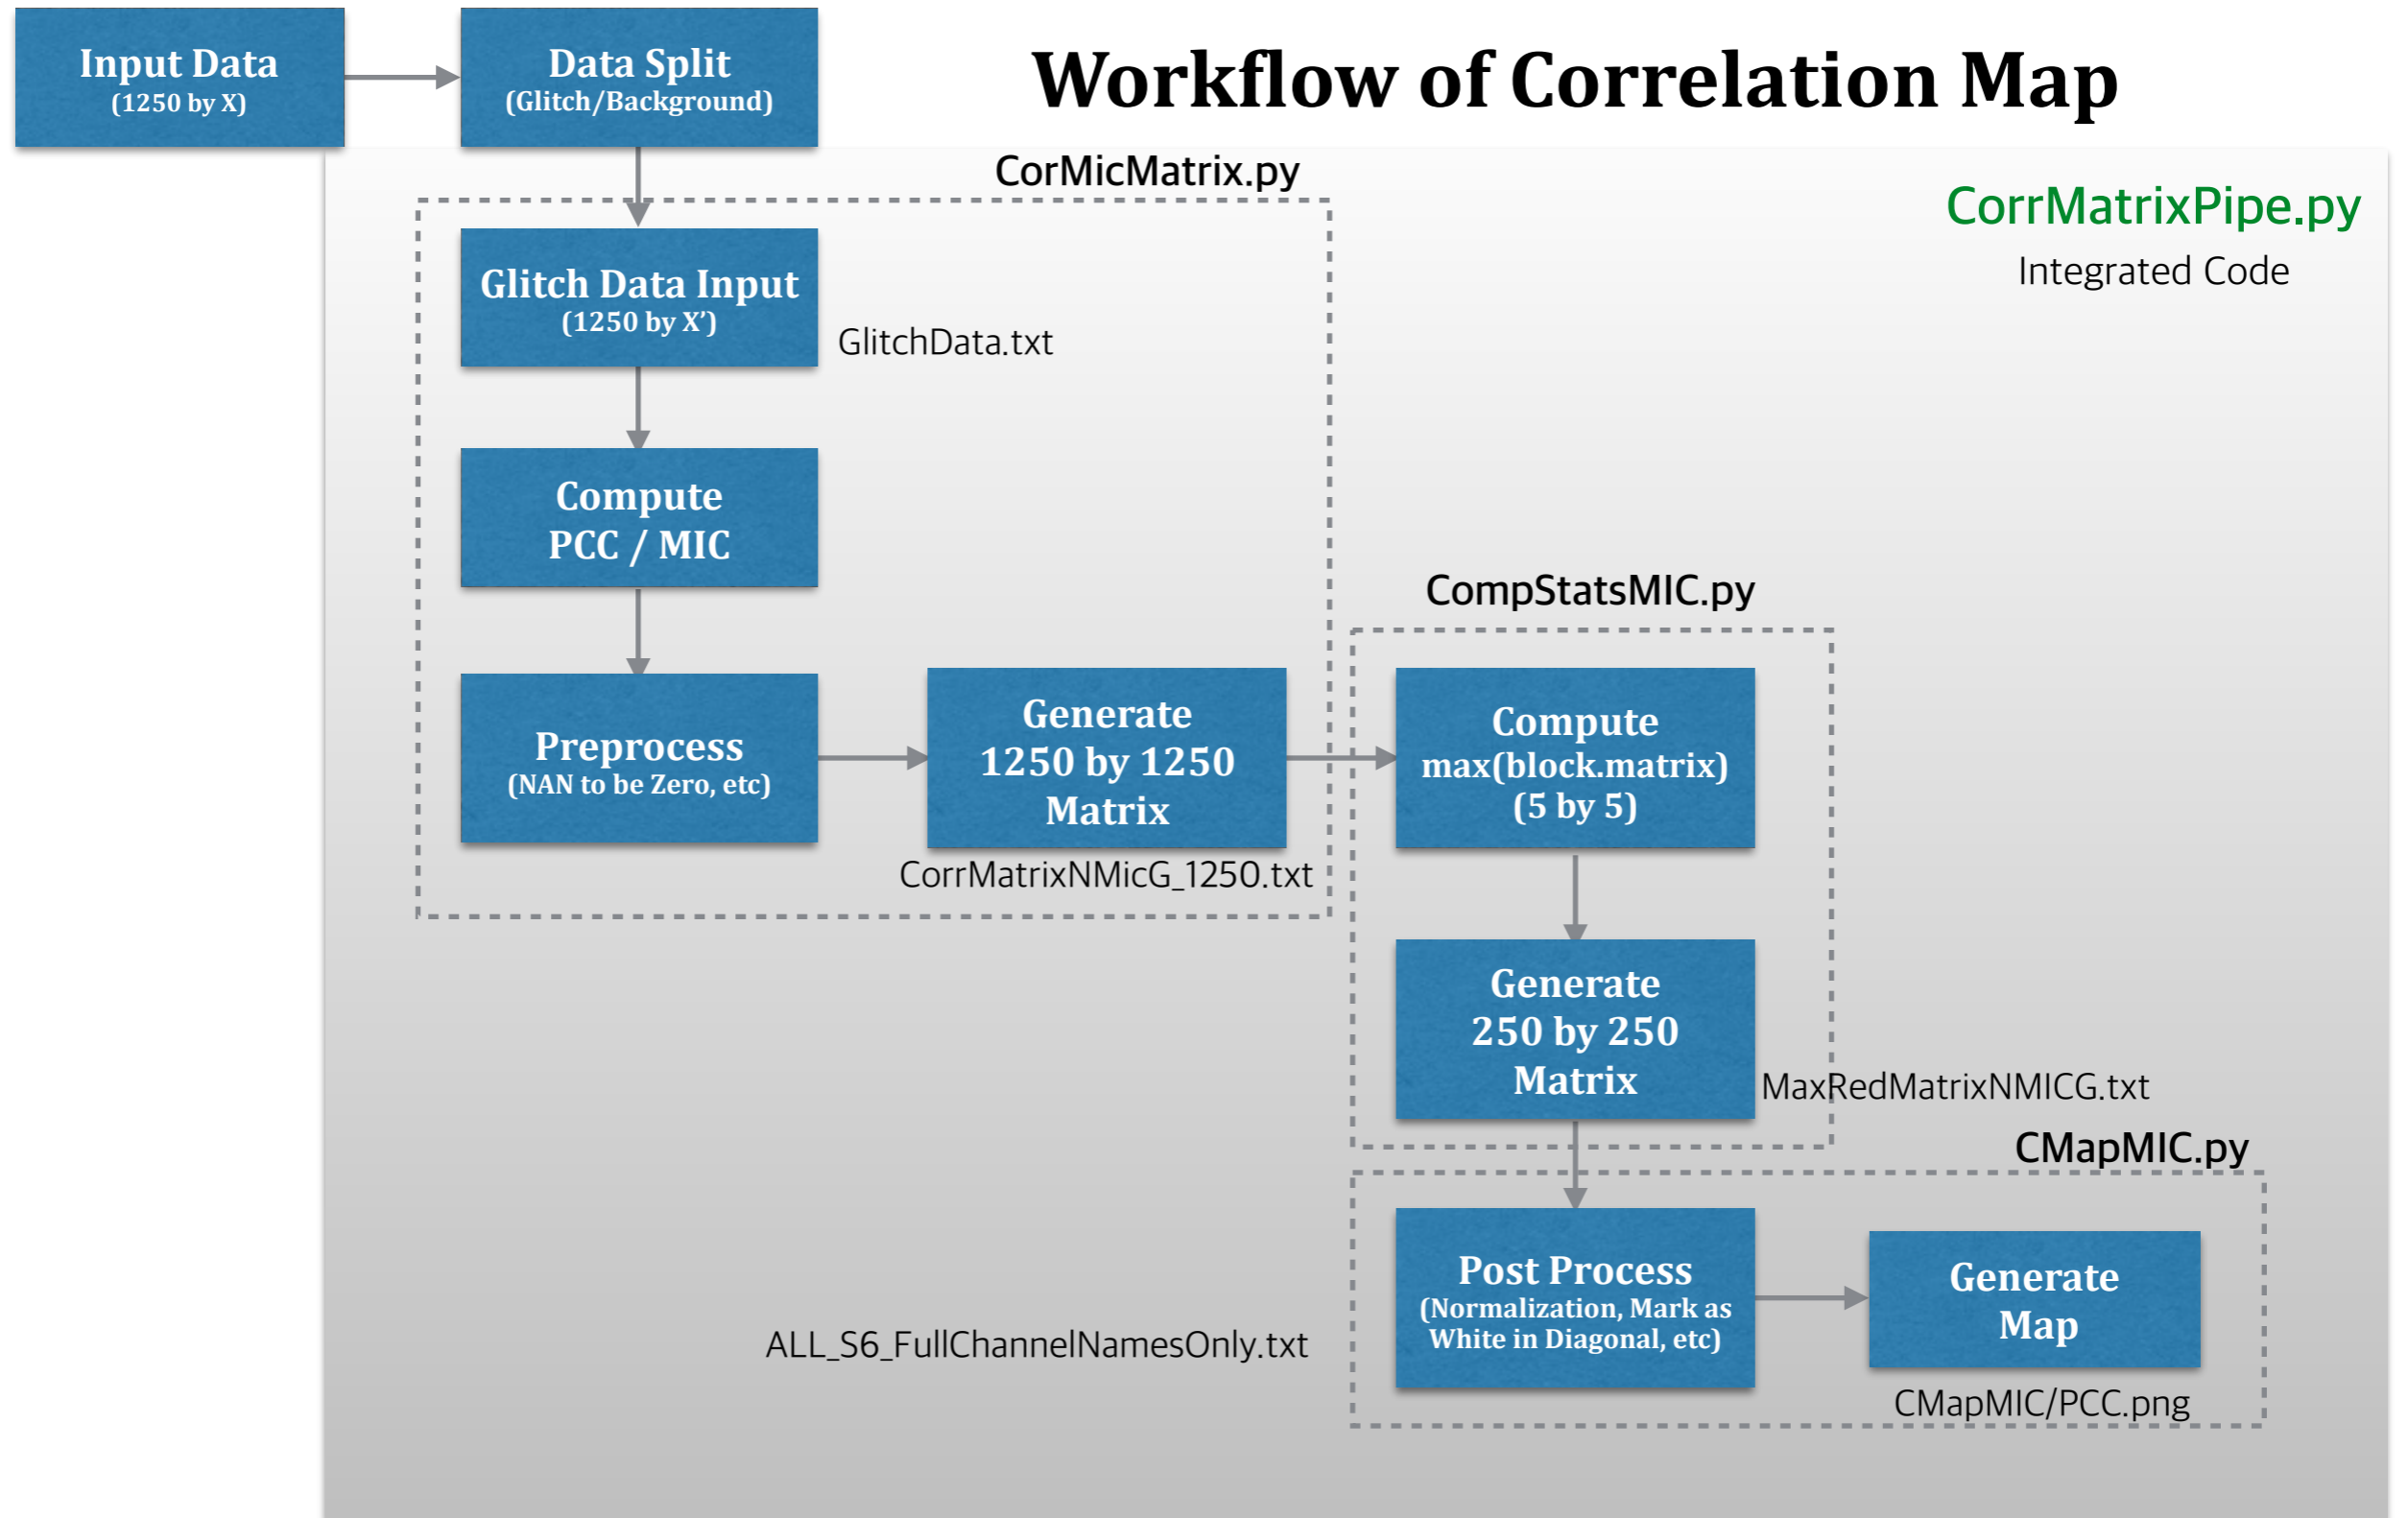 Input Data
(1250 by X)
Data Split
(Glitch/Background)
Workflow of Correlation Map
CorMicMatrix.py
CorrMatrixPipe.py
Integrated Code
Glitch Data Input
(1250 by X’)
GlitchData.txt
Compute
PCC / MIC
CompStatsMIC.py
Preprocess
(NAN to be Zero, etc)
Generate
1250 by 1250
Matrix
CorrMatrixNMicG_1250.txt
Compute
max(block.matrix)
(5 by 5)
Generate
250 by 250
Matrix
MaxRedMatrixNMICG.txt
CMapMIC.py
Post Process
(Normalization, Mark as
White in Diagonal, etc)
ALL_S6_FullChannelNamesOnly.txt
Generate
Map
CMapMIC/PCC.png